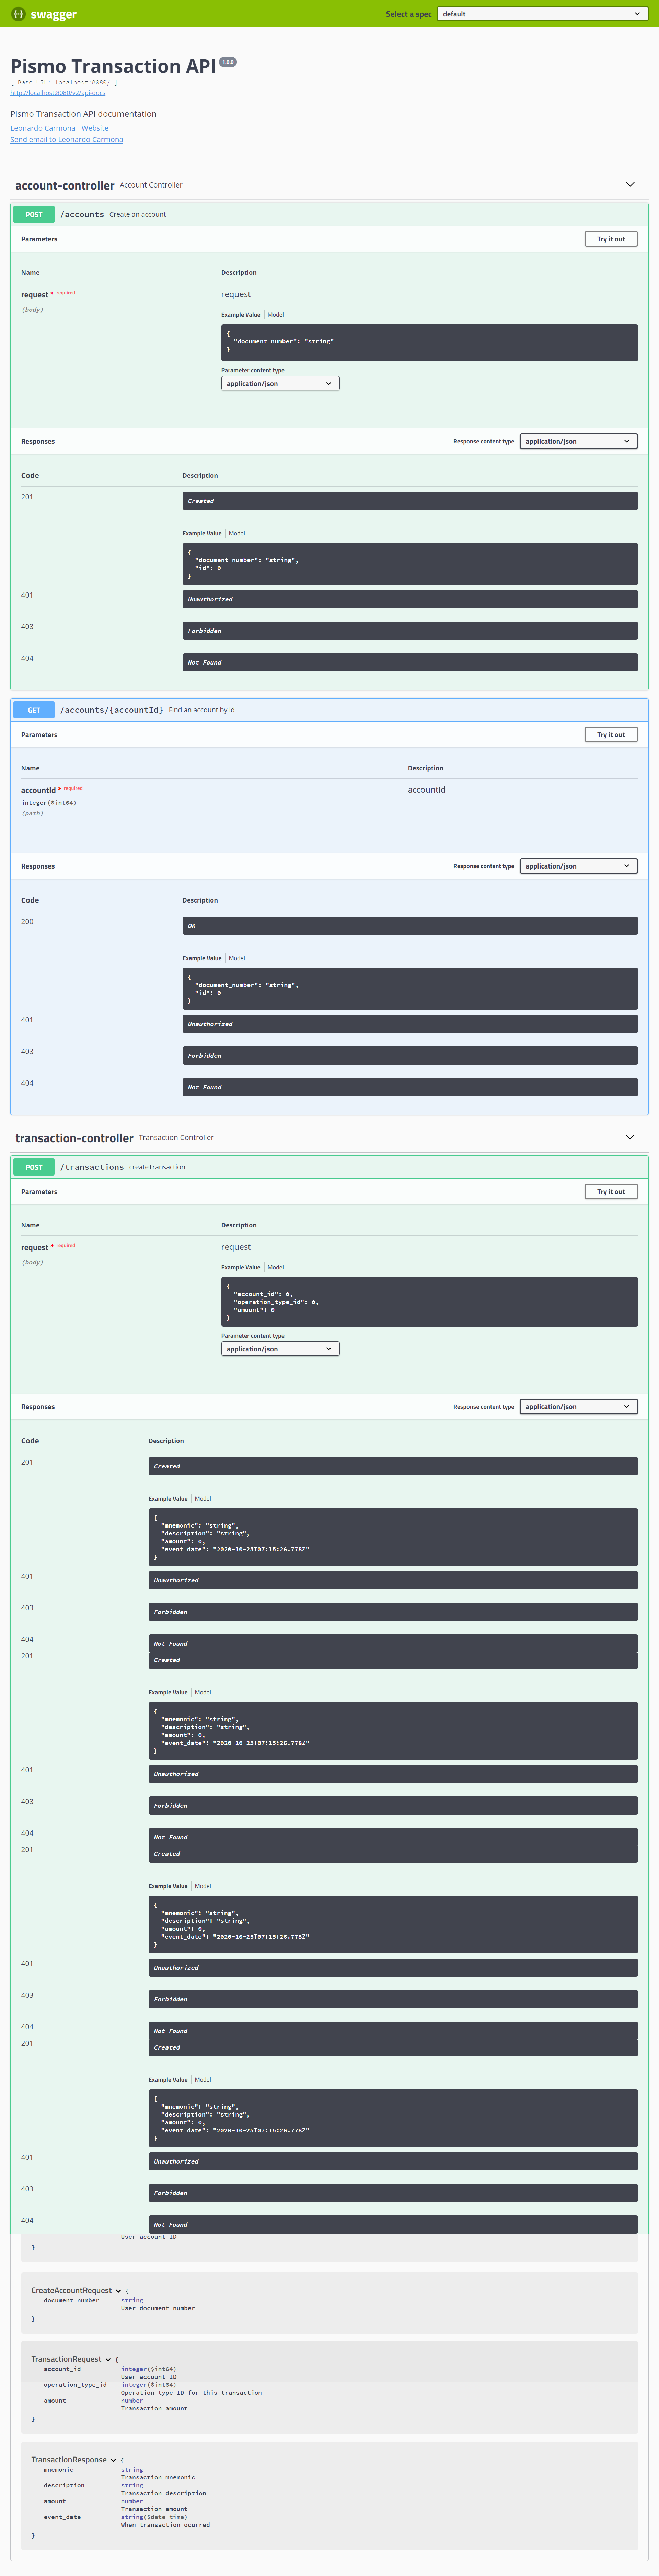 swagger
Select a spec
default
Pismo Transaction API 1.0.0
[ Base URL: localhost:8080/ ]
http://localhost:8080/v2/api-docs
Pismo Transaction API documentation
Leonardo Carmona - Website
Send email to Leonardo Carmona
account-controller Account Controller
POST /accounts Create an account
Parameters
Try it out
Name Description
request * required request
(body)
Example Value Model
{
"document_number": "string"
}
Parameter content type
application/json
Responses Response content type application/json
Code Description
201 Created
Example Value Model
{
"document_number": "string",
"id": 0
}
401 Unauthorized
403 Forbidden
404 Not Found
GET /accounts/{accountId} Find an account by id
Parameters
Try it out
Name Description
accountId * required accountId
integer($int64)
(path)
Responses Response content type application/json
Code Description
200 OK
Example Value Model
{
"document_number": "string",
"id": 0
}
401 Unauthorized
403 Forbidden
404 Not Found
transaction-controller Transaction Controller
POST /transactions createTransaction
Parameters
Try it out
Name Description
request * required request
(body)
Example Value Model
{
"account_id": 0,
"operation_type_id": 0,
"amount": 0
}
Parameter content type
application/json
Responses Response content type application/json
Code Description
201 Created
Example Value Model
{
"mnemonic": "string",
"description": "string",
"amount": 0,
"event_date": "2020-10-25T07:15:26.778Z"
}
401 Unauthorized
403 Forbidden
404 Not Found
201 Created
Example Value Model
{
"mnemonic": "string",
"description": "string",
"amount": 0,
"event_date": "2020-10-25T07:15:26.778Z"
}
401 Unauthorized
403 Forbidden
404 Not Found
201 Created
Example Value Model
{
"mnemonic": "string",
"description": "string",
"amount": 0,
"event_date": "2020-10-25T07:15:26.778Z"
}
401 Unauthorized
403 Forbidden
404 Not Found
201 Created
Example Value Model
{
"mnemonic": "string",
"description": "string",
"amount": 0,
"event_date": "2020-10-25T07:15:26.778Z"
}
401 Unauthorized
403 Forbidden
404 Not Found
User account ID
}
CreateAccountRequest {
document_number string
User document number
}
TransactionRequest {
account_id integer($int64)
User account ID
operation_type_id integer($int64)
Operation type ID for this transaction
amount number
Transaction amount
}
TransactionResponse {
mnemonic string
Transaction mnemonic
description string
Transaction description
amount number
Transaction amount
event_date string($date-time)
When transaction ocurred
}